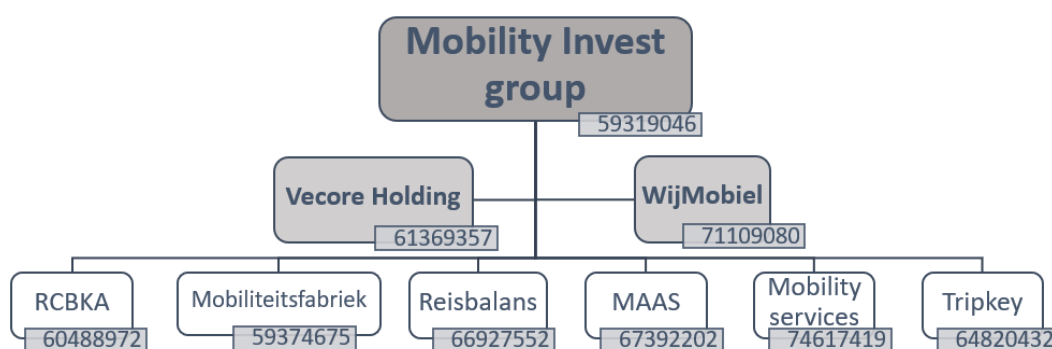 Mobility Invest
group
59319046
Vecore Holding
61369357
WijMobiel
71109080
RCBKA
60488972
Mobiliteitsfabriek
59374675
Reisbalans
66927552
MAAS
67392202
Mobility
services
74617419
Tripkey
64820432